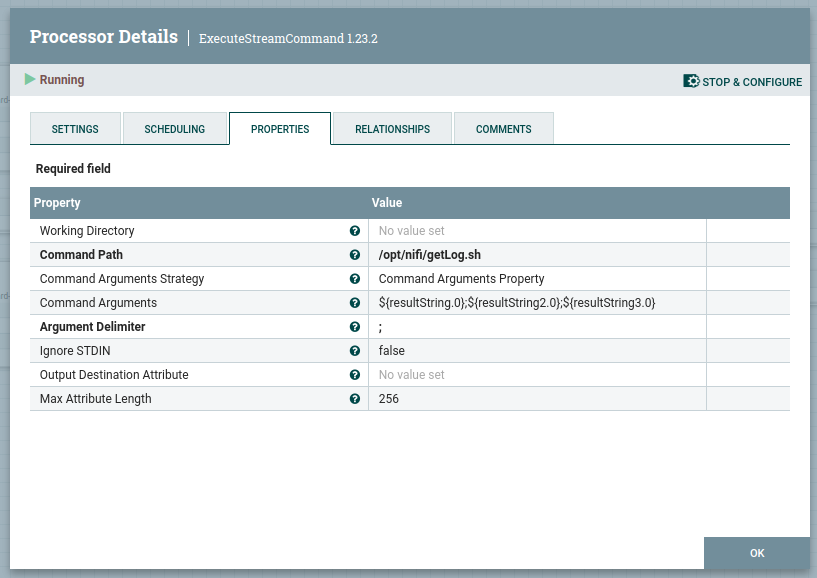 Processor Details | ExecuteStreamCommand 1.23.2
Running
STOP & CONFIGURE
SETTINGS SCHEDULING PROPERTIES RELATIONSHIPS COMMENTS
Required field
Property Value
Working Directory No value set
Command Path /opt/nifi/getLog.sh
Command Arguments Strategy Command Arguments Property
Command Arguments ${resultString.0};${resultString2.0};${resultString3.0}
Argument Delimiter ;
Ignore STDIN false
Output Destination Attribute No value set
Max Attribute Length 256
OK